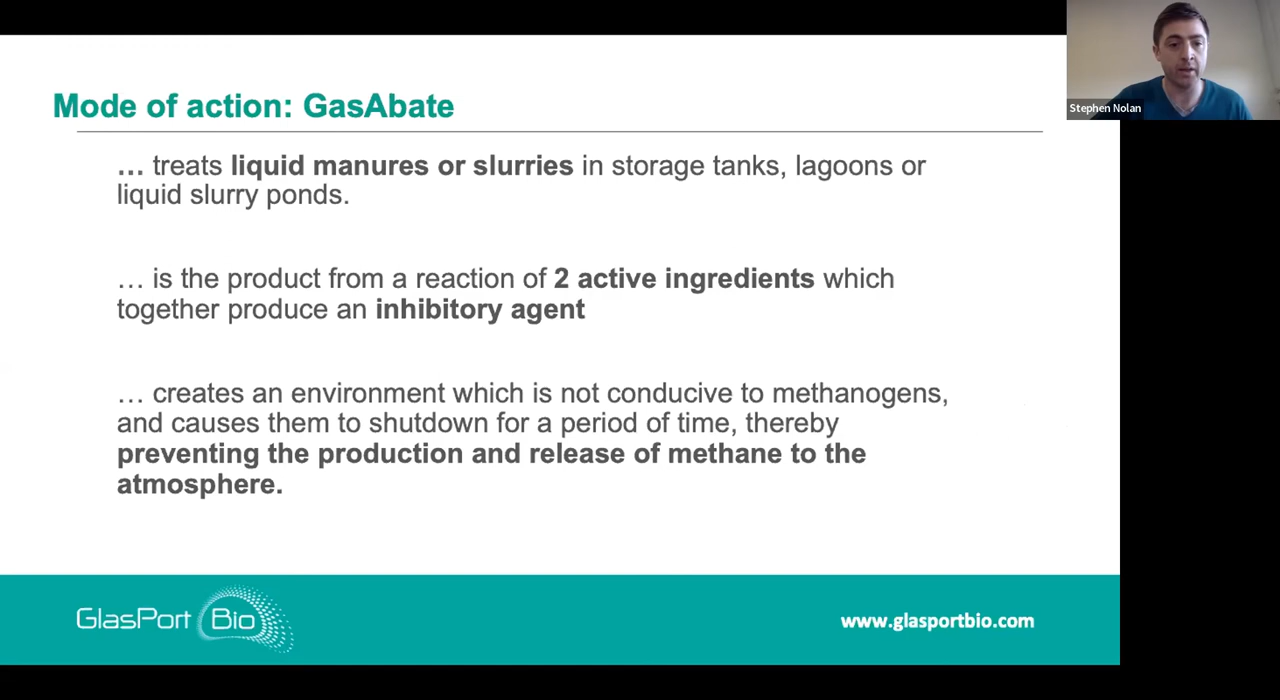 Stephen Nolan
Mode of action: GasAbate
… treats liquid manures or slurries in storage tanks, lagoons or
liquid slurry ponds.
… is the product from a reaction of 2 active ingredients which
together produce an inhibitory agent
… creates an environment which is not conducive to methanogens,
and causes them to shutdown for a period of time, thereby
preventing the production and release of methane to the
atmosphere.
GlasPort Bio
www.glasportbio.com